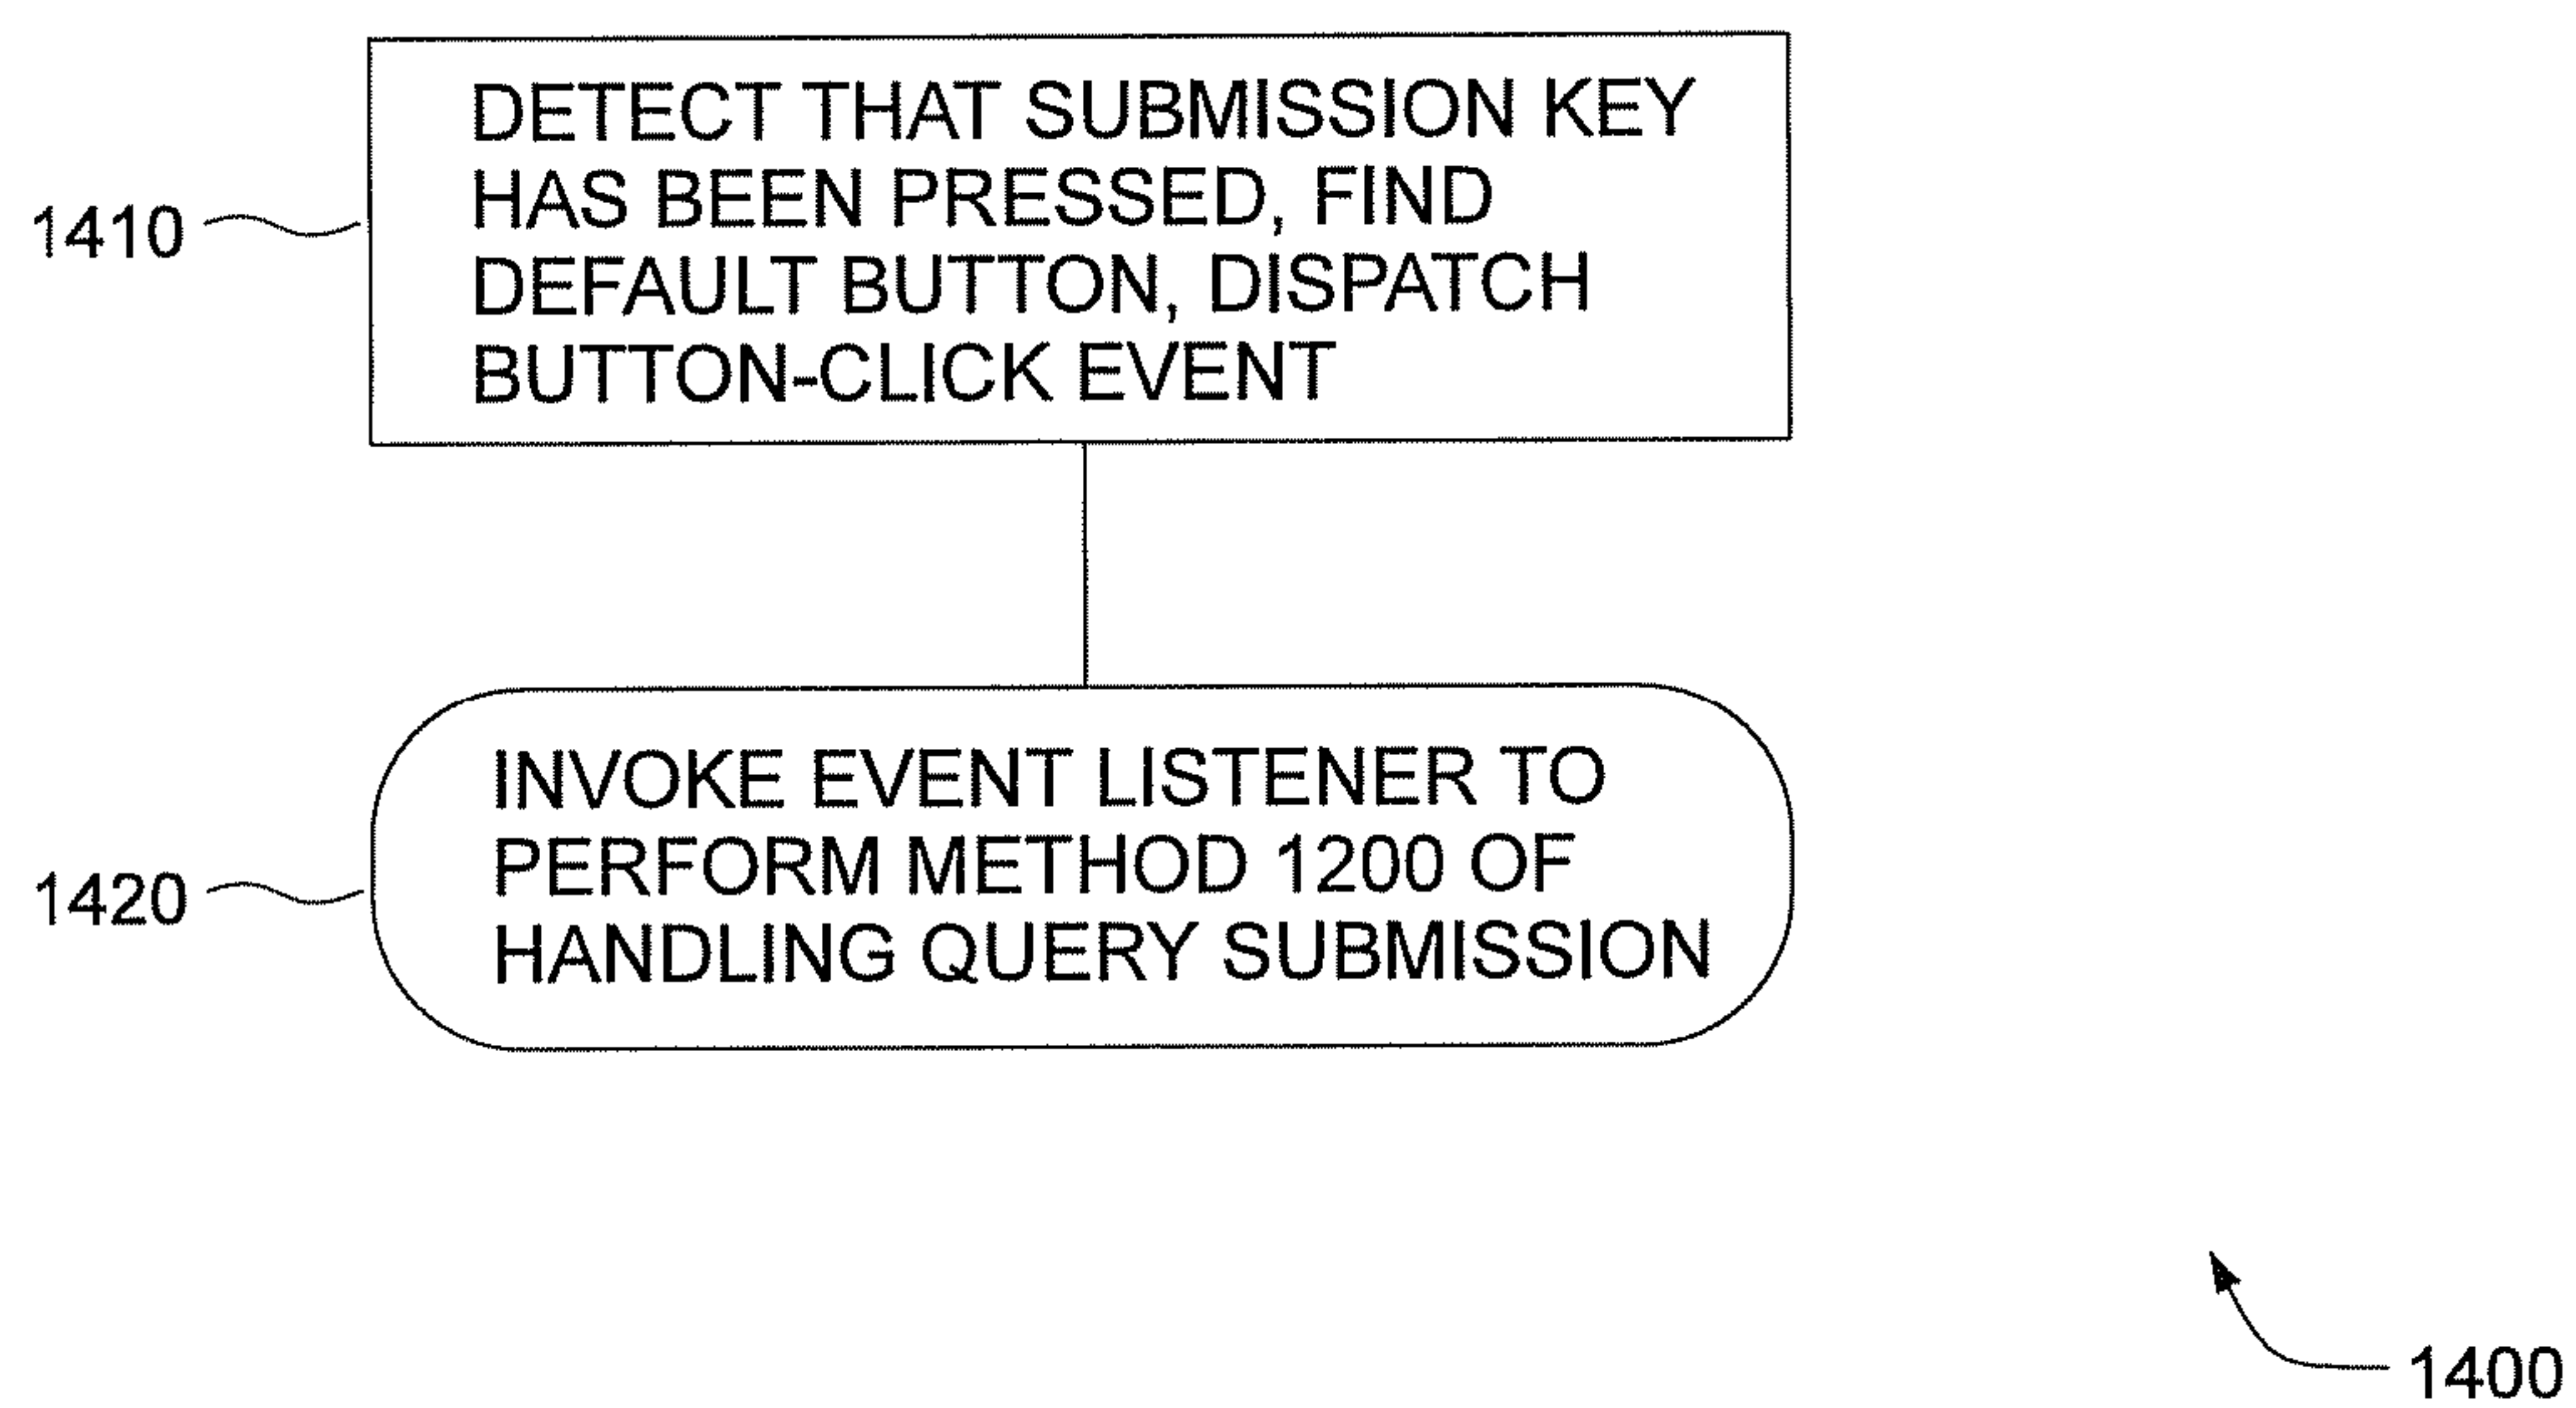 1410
DETECT THAT SUBMISSION KEY
HAS BEEN PRESSED, FIND
DEFAULT BUTTON, DISPATCH
BUTTON-CLICK EVENT
1420
INVOKE EVENT LISTENER TO
PERFORM METHOD 1200 OF
HANDLING QUERY SUBMISSION
1400